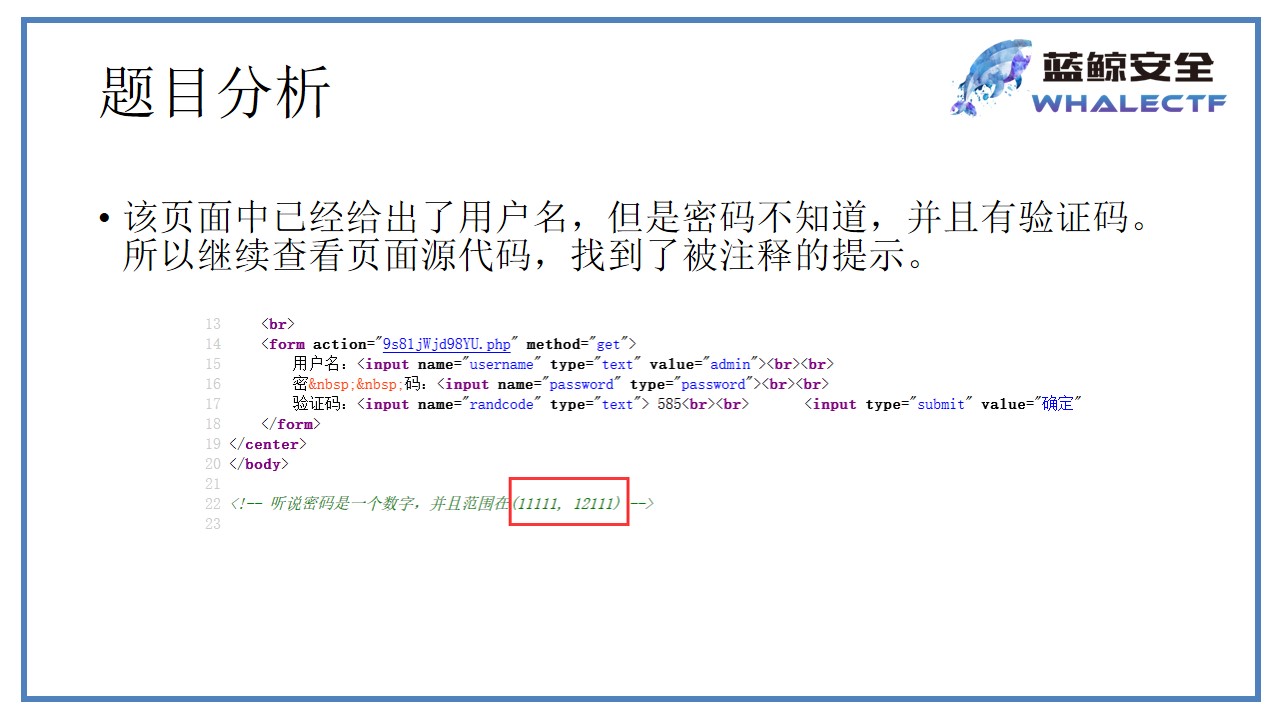 题目分析
蓝鲸安全
WHALECTF
• 该页面中已经给出了用户名，但是密码不知道，并且有验证码。
所以继续查看页面源代码，找到了被注释的提示。
13 <br>
14 <form action="9s81jWjd98YU.php" method="get">
15 用户名：<input name="username" type="text" value="admin"><br><br>
16 密&nbsp;&nbsp;码：<input name="password" type="password"><br><br>
17 验证码：<input name="randcode" type="text"> 585<br><br> <input type="submit" value="确定"
18 </form>
19 </center>
20 </body>
21
22 <!-- 听说密码是一个数字，并且范围在(11111, 12111) -->
23